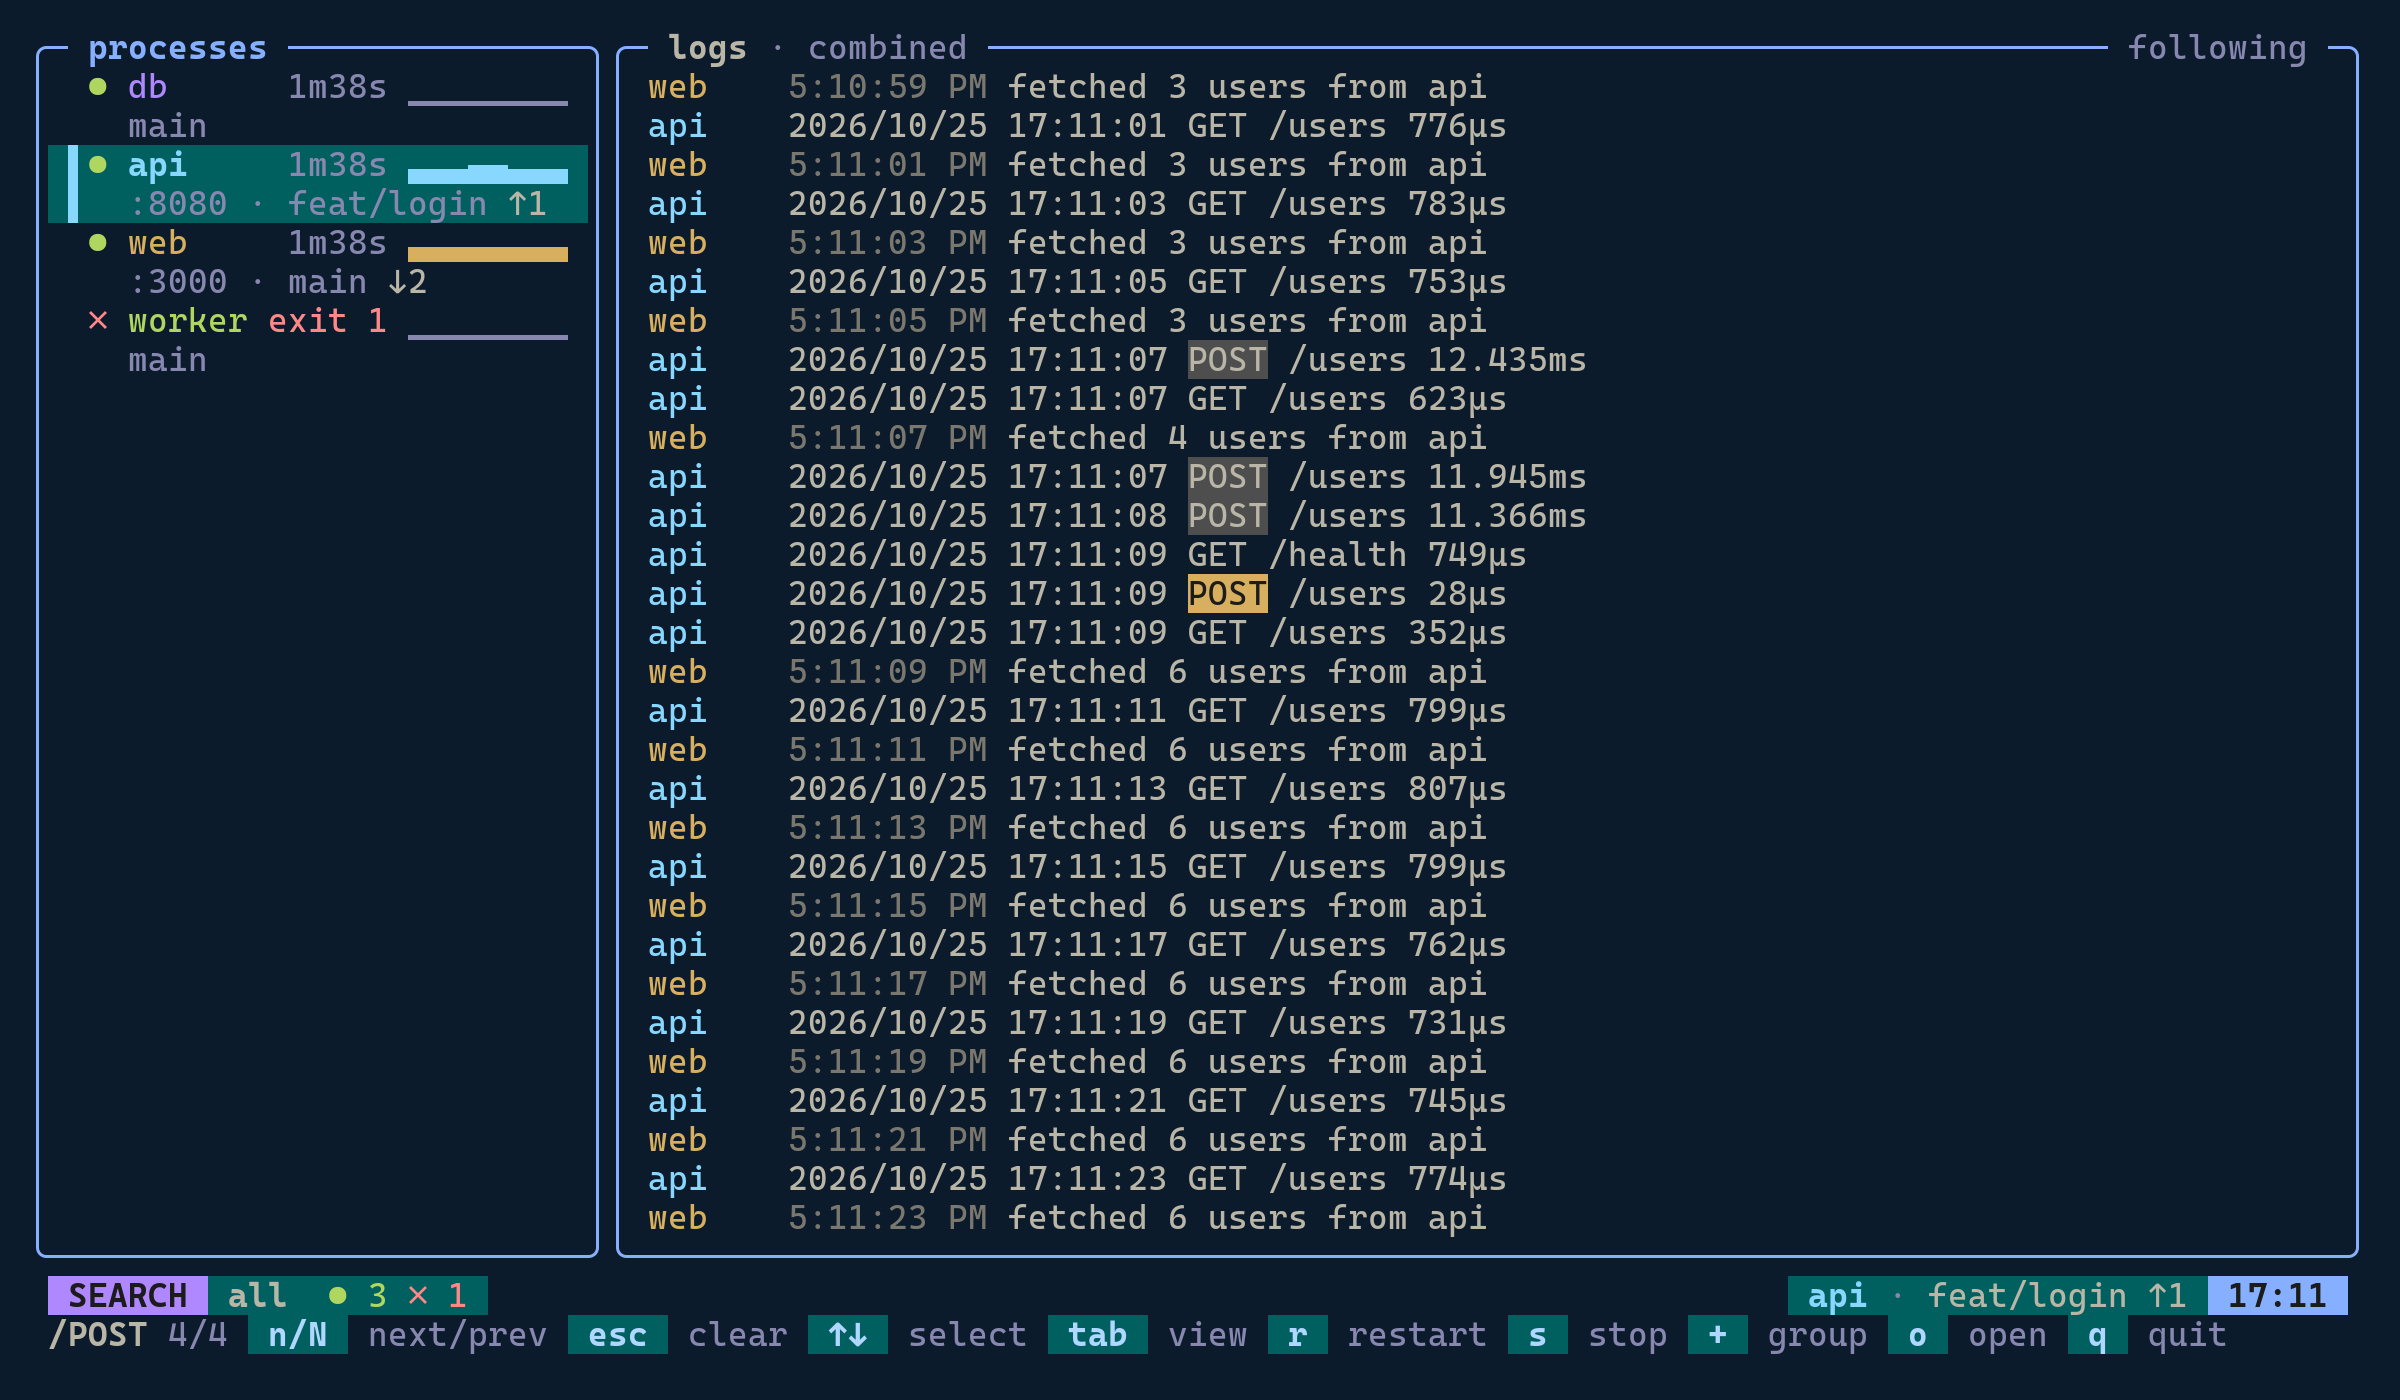 processes
● db 1m38s
main
● api 1m38s
:8080 · feat/login ↑1
● web 1m38s
:3000 · main ↓2
× worker exit 1
main
logs · combined following
web 5:10:59 PM fetched 3 users from api
api 2026/10/25 17:11:01 GET /users 776µs
web 5:11:01 PM fetched 3 users from api
api 2026/10/25 17:11:03 GET /users 783µs
web 5:11:03 PM fetched 3 users from api
api 2026/10/25 17:11:05 GET /users 753µs
web 5:11:05 PM fetched 3 users from api
api 2026/10/25 17:11:07 POST /users 12.435ms
api 2026/10/25 17:11:07 GET /users 623µs
web 5:11:07 PM fetched 4 users from api
api 2026/10/25 17:11:07 POST /users 11.945ms
api 2026/10/25 17:11:08 POST /users 11.366ms
api 2026/10/25 17:11:09 GET /health 749µs
api 2026/10/25 17:11:09 POST /users 28µs
api 2026/10/25 17:11:09 GET /users 352µs
web 5:11:09 PM fetched 6 users from api
api 2026/10/25 17:11:11 GET /users 799µs
web 5:11:11 PM fetched 6 users from api
api 2026/10/25 17:11:13 GET /users 807µs
web 5:11:13 PM fetched 6 users from api
api 2026/10/25 17:11:15 GET /users 799µs
web 5:11:15 PM fetched 6 users from api
api 2026/10/25 17:11:17 GET /users 762µs
web 5:11:17 PM fetched 6 users from api
api 2026/10/25 17:11:19 GET /users 731µs
web 5:11:19 PM fetched 6 users from api
api 2026/10/25 17:11:21 GET /users 745µs
web 5:11:21 PM fetched 6 users from api
api 2026/10/25 17:11:23 GET /users 774µs
web 5:11:23 PM fetched 6 users from api
SEARCH all ● 3 × 1 api · feat/login ↑1 17:11
/POST 4/4 n/N next/prev esc clear ↑↓ select tab view r restart s stop + group o open q quit